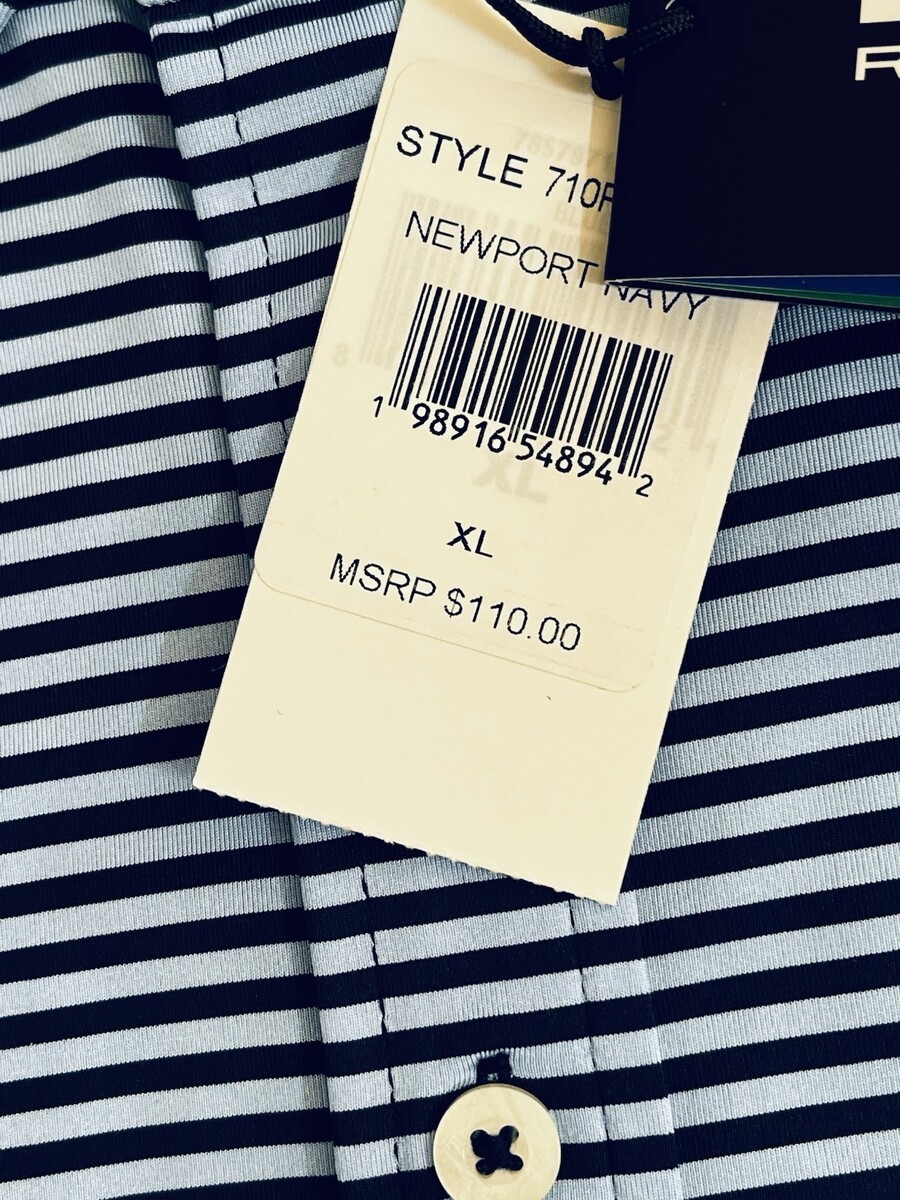 STYLE 710
NEWPORT NAVY
1 98916 54894 2
XL
MSRP $110.00
R